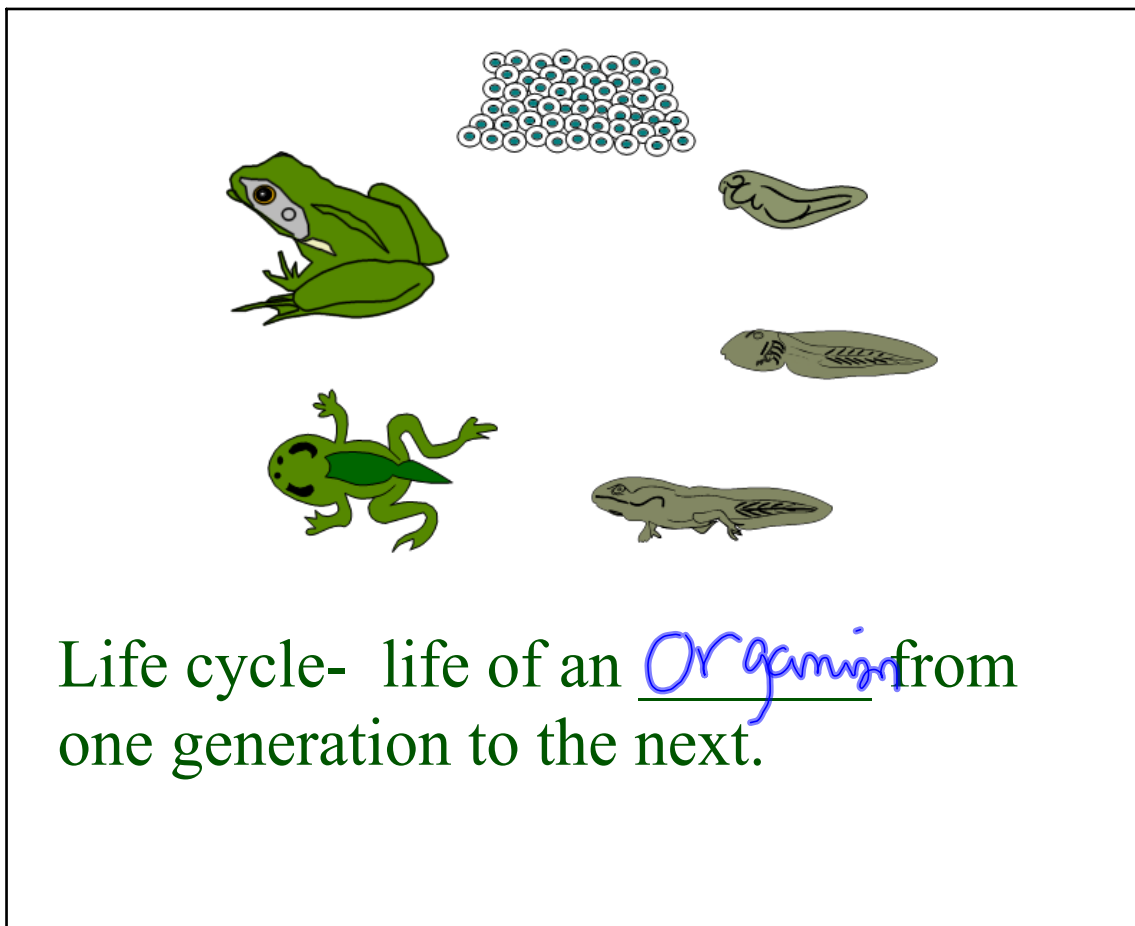 Life cycle- life of an organism from
one generation to the next.